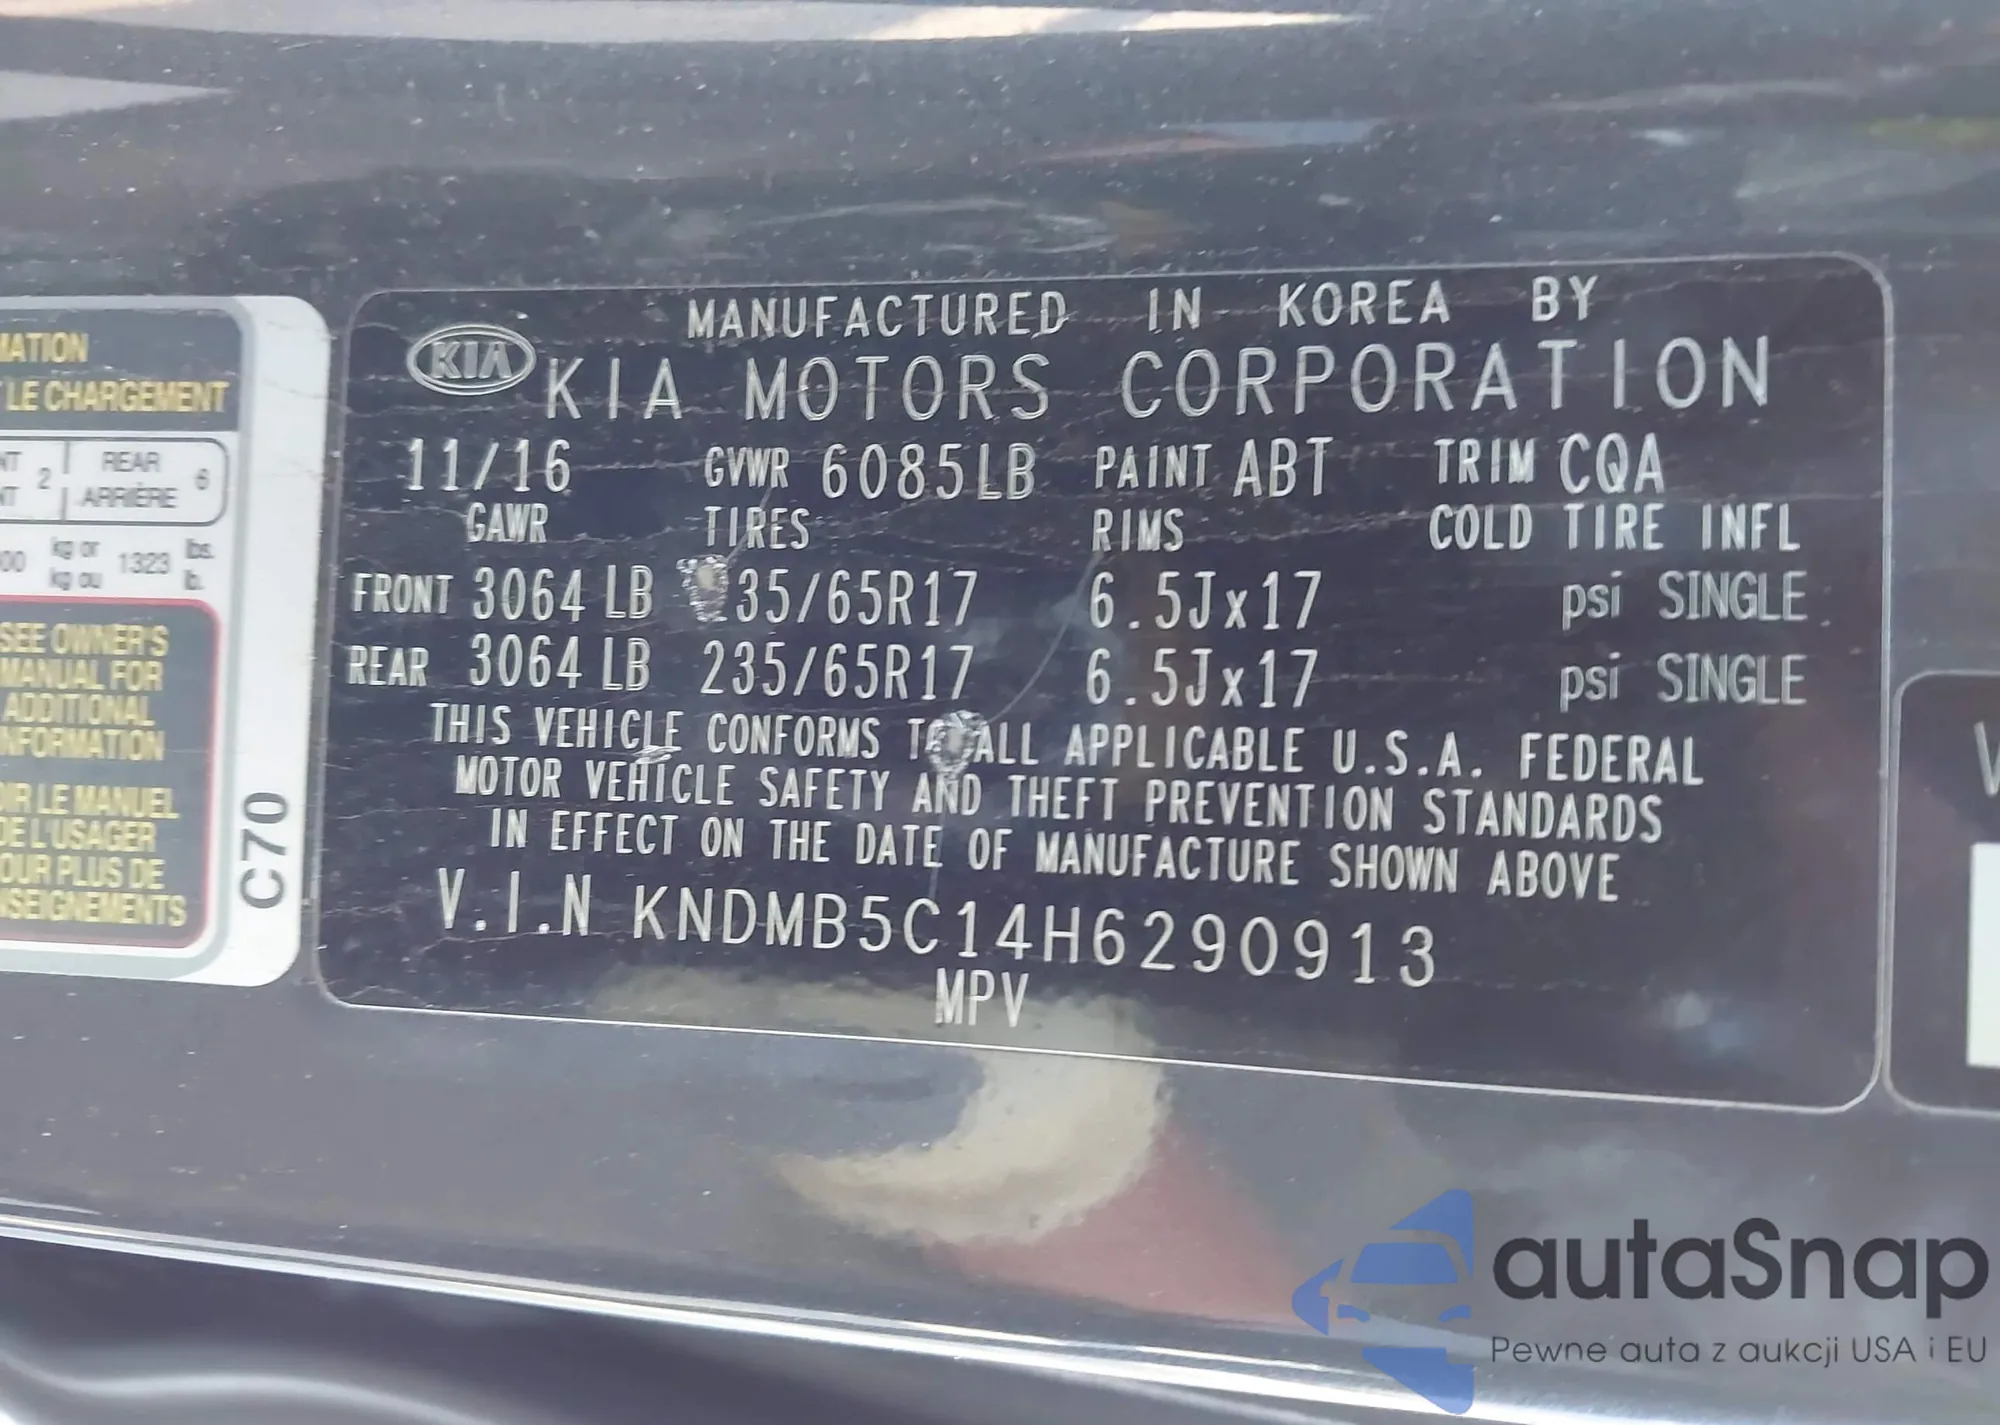 MATION
LE CHARGEMENT
2 REAR 6
ARRIÈRE
kg or 1323 lbs.
kg ou lb.
SEE OWNER'S
MANUAL FOR
ADDITIONAL
INFORMATION
OIR LE MANUEL
DE L'USAGER
OUR PLUS DE
NSEIGNEMENTS
C70
MANUFACTURED IN KOREA BY
KIA KIA MOTORS CORPORATION
11/16 GVWR 6085LB PAINT ABT TRIM CQA
GAWR TIRES RIMS COLD TIRE INFL
FRONT 3064 LB 35/65R17 6.5Jx17 psi SINGLE
REAR 3064 LB 235/65R17 6.5Jx17 psi SINGLE
THIS VEHICLE CONFORMS TO ALL APPLICABLE U.S.A. FEDERAL
MOTOR VEHICLE SAFETY AND THEFT PREVENTION STANDARDS
IN EFFECT ON THE DATE OF MANUFACTURE SHOWN ABOVE
V.I.N KNDMB5C14H6290913
MPV
autaSnap
Pewne auta z aukcji USA i EU